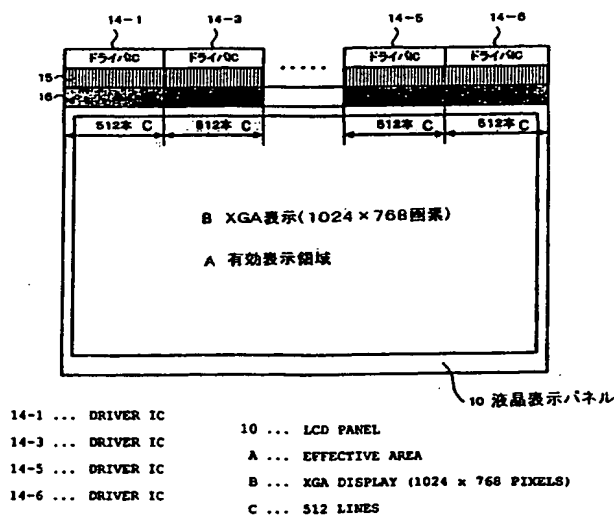 14-1 14-3 14-5 14-6
ドライバIC ドライバIC ..... ドライバIC ドライバIC
15
16
512本 C 512本 C 512本 C 512本 C
B XGA表示(1024×768画素)
A 有効表示領域
10 液晶表示パネル
14-1 ... DRIVER IC
14-3 ... DRIVER IC
14-5 ... DRIVER IC
14-6 ... DRIVER IC
10 ... LCD PANEL
A ... EFFECTIVE AREA
B ... XGA DISPLAY (1024 x 768 PIXELS)
C ... 512 LINES